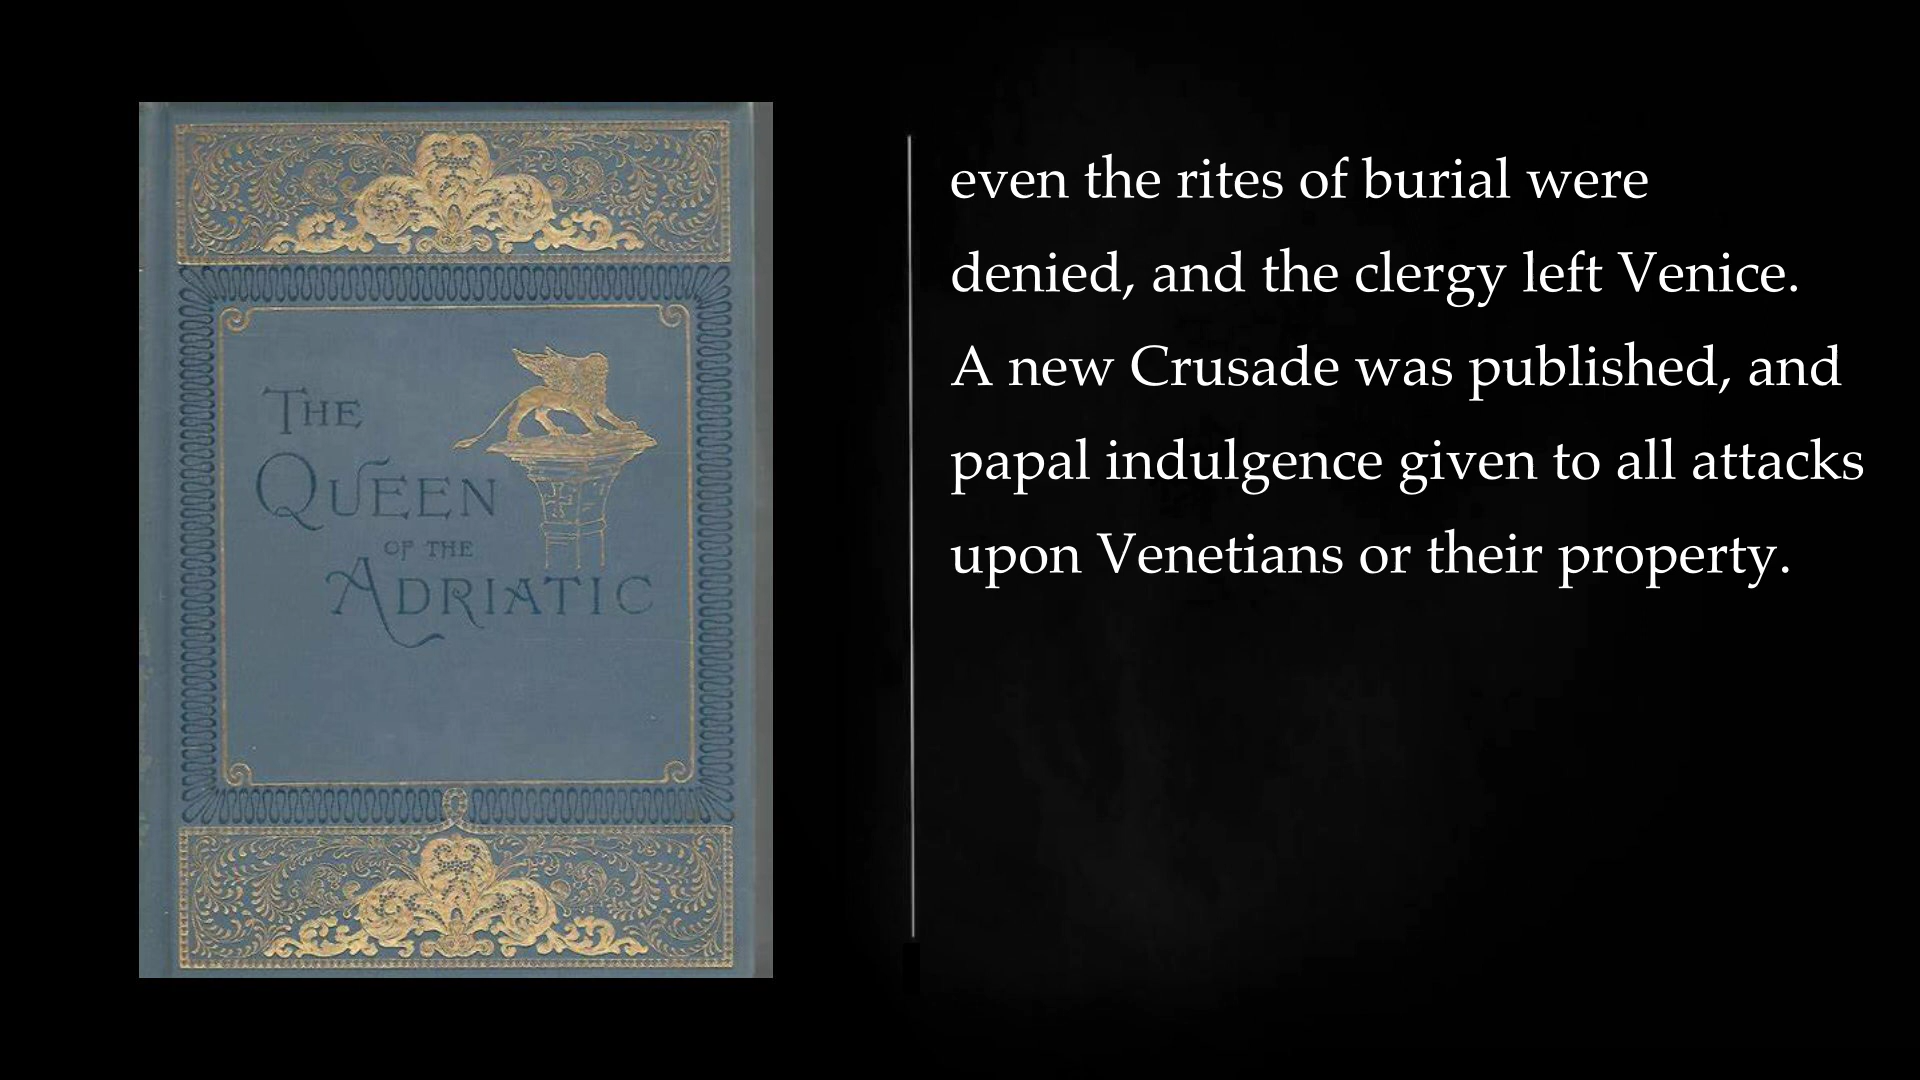 THE
QUEEN
OF THE
ADRIATIC
even the rites of burial were
denied, and the clergy left Venice.
A new Crusade was published, and
papal indulgence given to all attacks
upon Venetians or their property.